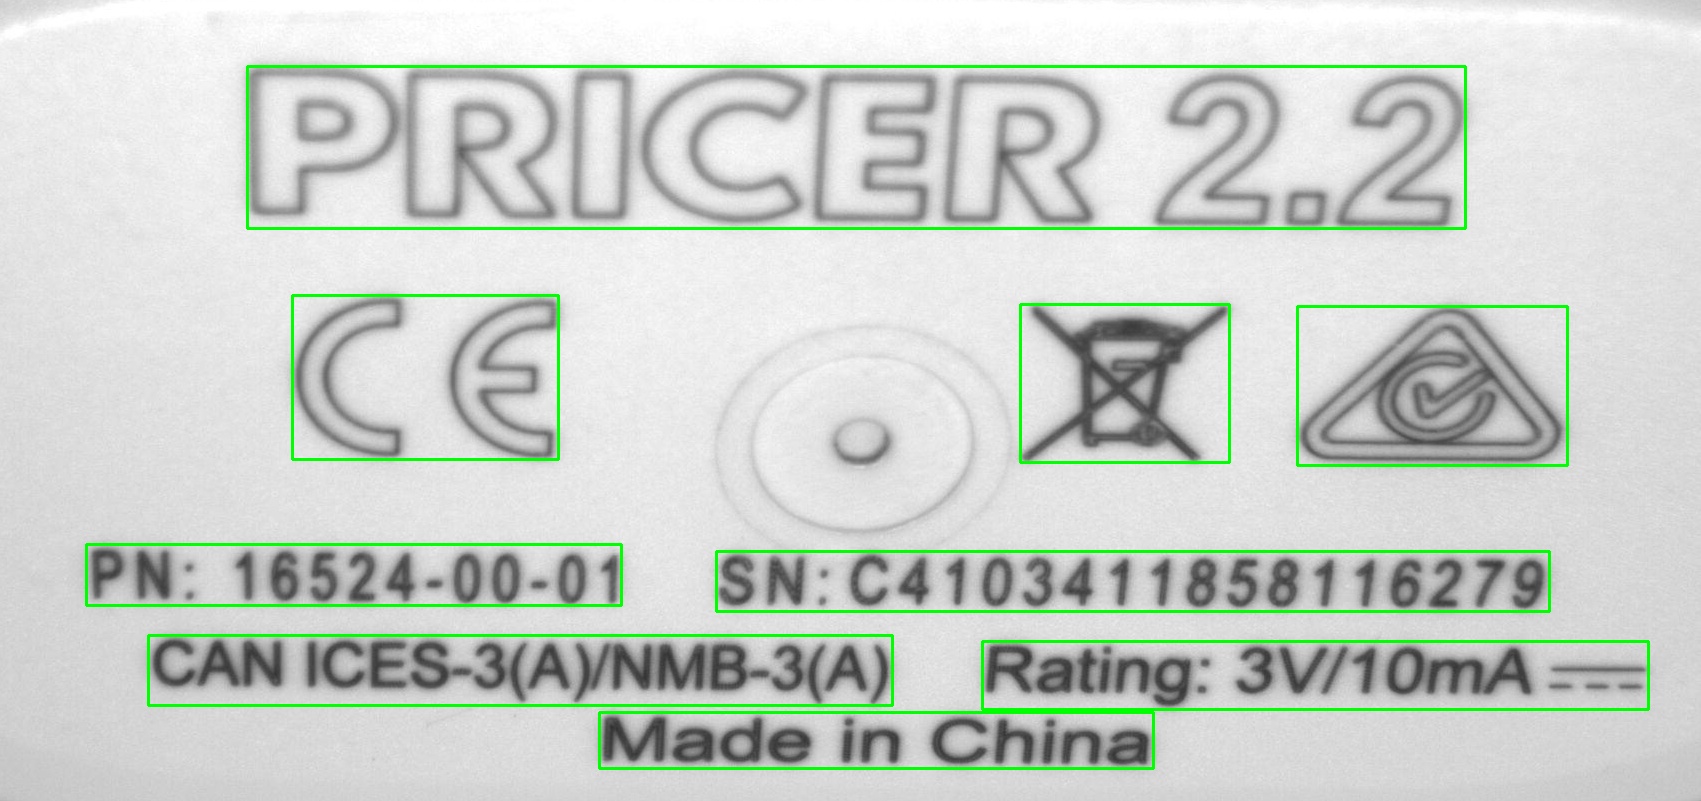 PRICER 2.2
CE
PN: 16524-00-01 SN:C4103411858116279
CAN ICES-3(A)/NMB-3(A) Rating: 3V/10mA ⎓
Made in China